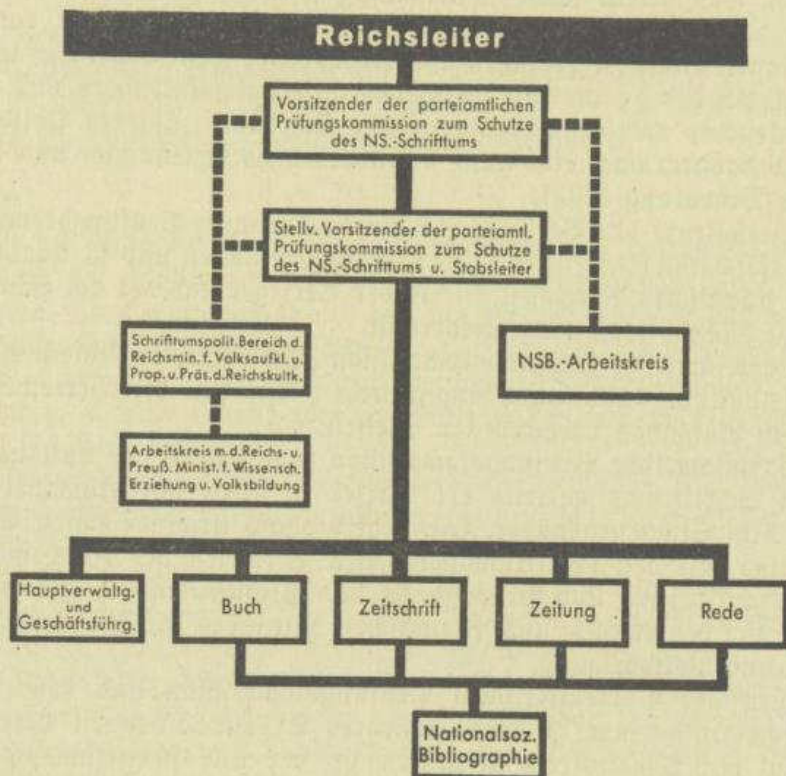 Reichsleiter
Vorsitzender der parteiamtlichen
Prüfungskommission zum Schutze
des NS.-Schrifttums
Stellv. Vorsitzender der parteiamtl.
Prüfungskommission zum Schutze
des NS.-Schrifttums u. Stabsleiter
Schrifttumspolit. Bereich d.
Reichsmin. f. Volksaufkl. u.
Prop. u. Präs. d. Reichskultk.
NSB.-Arbeitskreis
Arbeitskreis m. d. Reichs- u.
Preuß. Minist. f. Wissensch.
Erziehung u. Volksbildung
Hauptverwaltg.
und
Geschäftsführg.
Buch
Zeitschrift
Zeitung
Rede
Nationalsoz.
Bibliographie